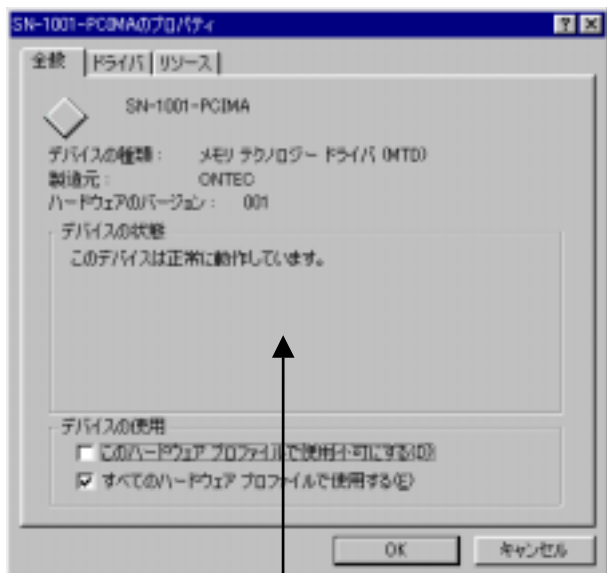 SN-1001-PCIMAのプロパティ
全般 ドライバ リソース
SN-1001-PCIMA
デバイスの種類： メモリ テクノロジー ドライバ (MTD)
製造元： ONTEC
ハードウェアのバージョン： 001
デバイスの状態
このデバイスは正常に動作しています。
デバイスの使用
このハードウェア プロファイルで使用不可にする(D)
すべてのハードウェア プロファイルで使用する(E)
OK キャンセル